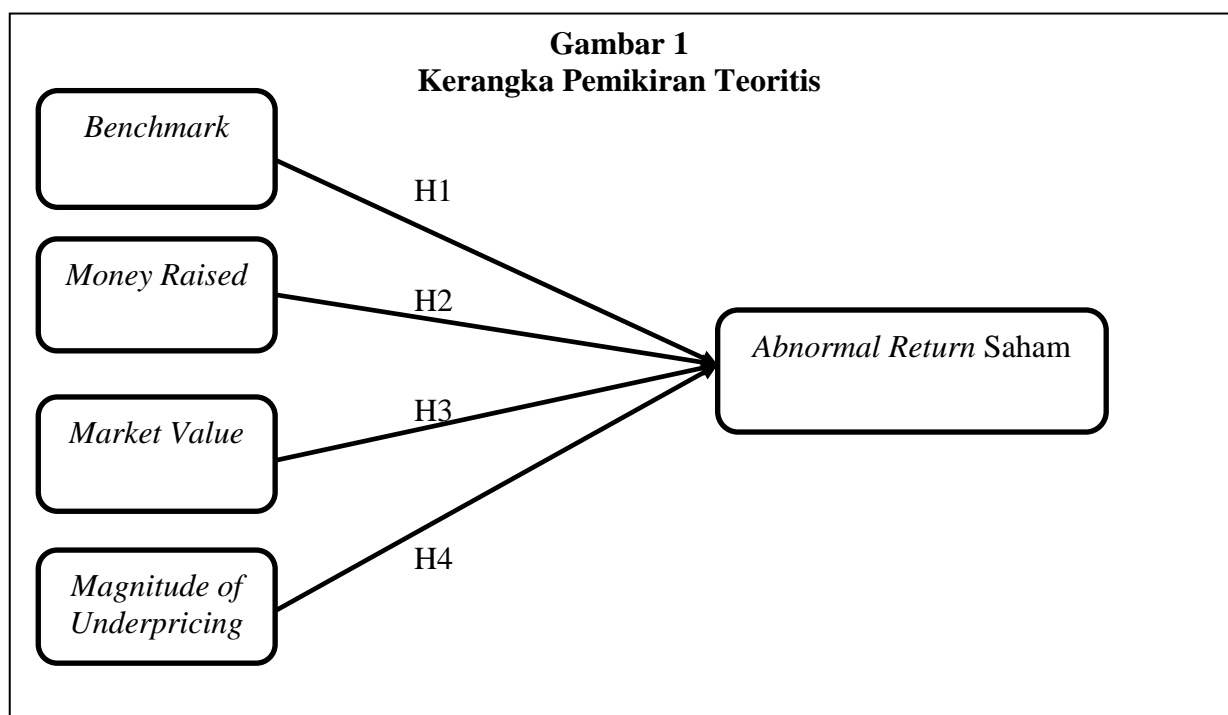 Gambar 1
Kerangka Pemikiran Teoritis
Benchmark
H1
Money Raised
H2
Abnormal Return Saham
Market Value
H3
Magnitude of
Underpricing
H4